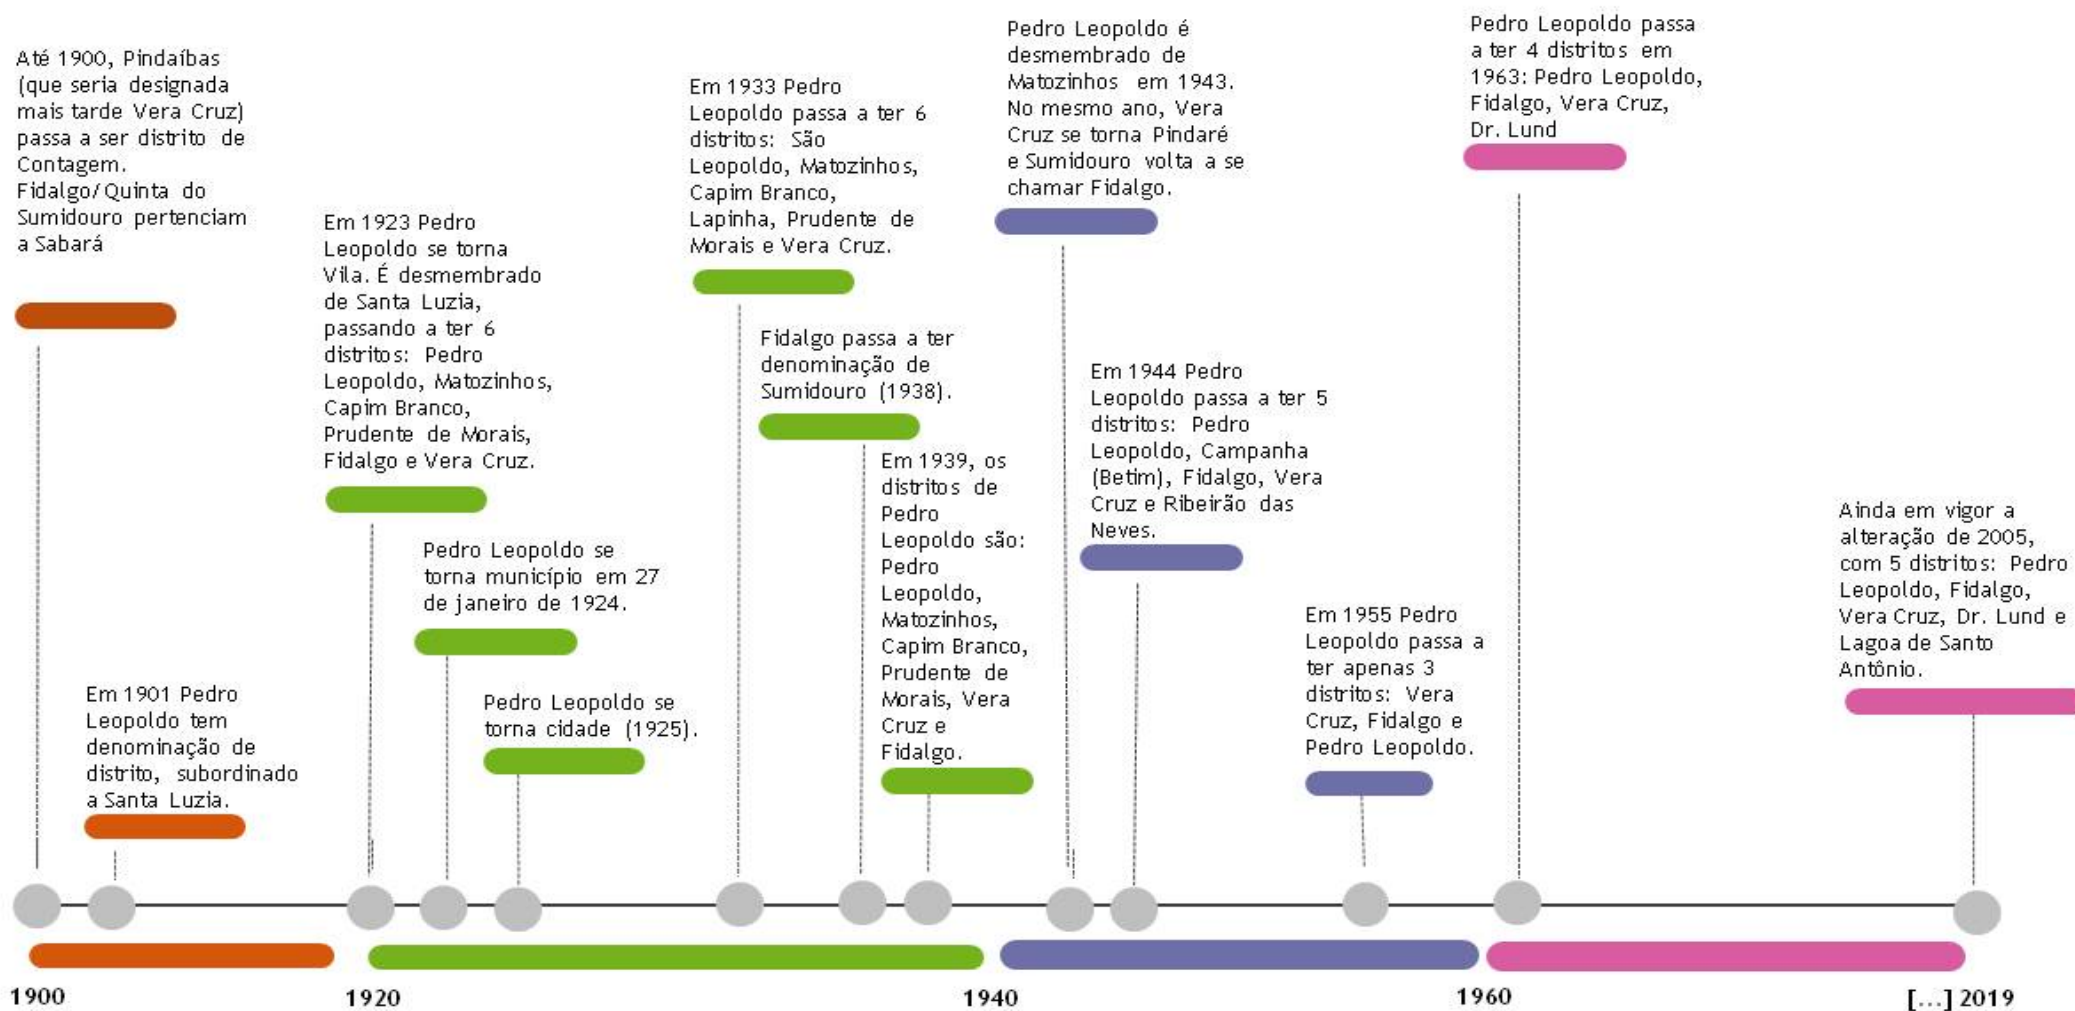 Até 1900, Pindaíbas
(que seria designada
mais tarde Vera Cruz)
passa a ser distrito de
Contagem.
Fidalgo/Quinta do
Sumidouro pertenciam
a Sabará
Em 1901 Pedro
Leopoldo tem
denominação de
distrito, subordinado
a Santa Luzia.
Em 1923 Pedro
Leopoldo se torna
Vila. É desmembrado
de Santa Luzia,
passando a ter 6
distritos: Pedro
Leopoldo, Matozinhos,
Capim Branco,
Prudente de Morais,
Fidalgo e Vera Cruz.
Pedro Leopoldo se
torna município em 27
de janeiro de 1924.
Pedro Leopoldo se
torna cidade (1925).
Em 1933 Pedro
Leopoldo passa a ter 6
distritos: São
Leopoldo, Matozinhos,
Capim Branco,
Lapinha, Prudente de
Morais e Vera Cruz.
Fidalgo passa a ter
denominação de
Sumidouro (1938).
Em 1939, os
distritos de
Pedro
Leopoldo são:
Pedro
Leopoldo,
Matozinhos,
Capim Branco,
Prudente de
Morais, Vera
Cruz e
Fidalgo.
Pedro Leopoldo é
desmembrado de
Matozinhos em 1943.
No mesmo ano, Vera
Cruz se torna Pindaré
e Sumidouro volta a se
chamar Fidalgo.
Em 1944 Pedro
Leopoldo passa a ter 5
distritos: Pedro
Leopoldo, Campanha
(Betim), Fidalgo, Vera
Cruz e Ribeirão das
Neves.
Em 1955 Pedro
Leopoldo passa a
ter apenas 3
distritos: Vera
Cruz, Fidalgo e
Pedro Leopoldo.
Pedro Leopoldo passa
a ter 4 distritos em
1963: Pedro Leopoldo,
Fidalgo, Vera Cruz,
Dr. Lund
Ainda em vigor a
alteração de 2005,
com 5 distritos: Pedro
Leopoldo, Fidalgo,
Vera Cruz, Dr. Lund e
Lagoa de Santo
Antônio.
1900
1920
1940
1960
[...] 2019